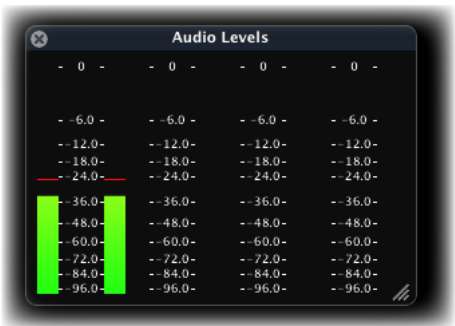 Audio Levels
- 0 - - 0 - - 0 - - 0 -
- -6.0 - - -6.0 - - -6.0 - - -6.0 -
--12.0- --12.0- --12.0- --12.0-
--18.0- --18.0- --18.0- --18.0-
--24.0- --24.0- --24.0- --24.0-
--36.0- --36.0- --36.0- --36.0-
--48.0- --48.0- --48.0- --48.0-
--60.0- --60.0- --60.0- --60.0-
--72.0- --72.0- --72.0- --72.0-
--84.0- --84.0- --84.0- --84.0-
--96.0- --96.0- --96.0- --96.0-